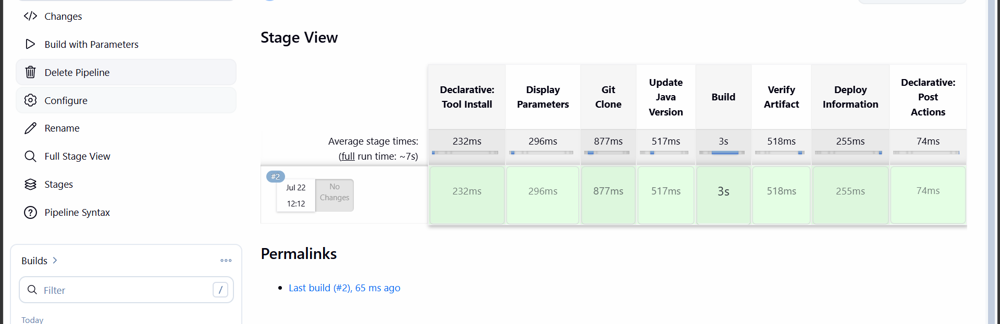 Changes
Build with Parameters
Delete Pipeline
Configure
Rename
Full Stage View
Stages
Pipeline Syntax
Builds
Filter
/
Today
Stage View
Declarative:
Tool Install
Display
Parameters
Git
Clone
Update
Java
Version
Build
Verify
Artifact
Deploy
Information
Declarative:
Post
Actions
Average stage times:
(full run time: ~7s)
232ms
296ms
877ms
517ms
3s
518ms
255ms
74ms
#2
Jul 22
12:12
No
Changes
232ms
296ms
877ms
517ms
3s
518ms
255ms
74ms
Permalinks
Last build (#2), 65 ms ago